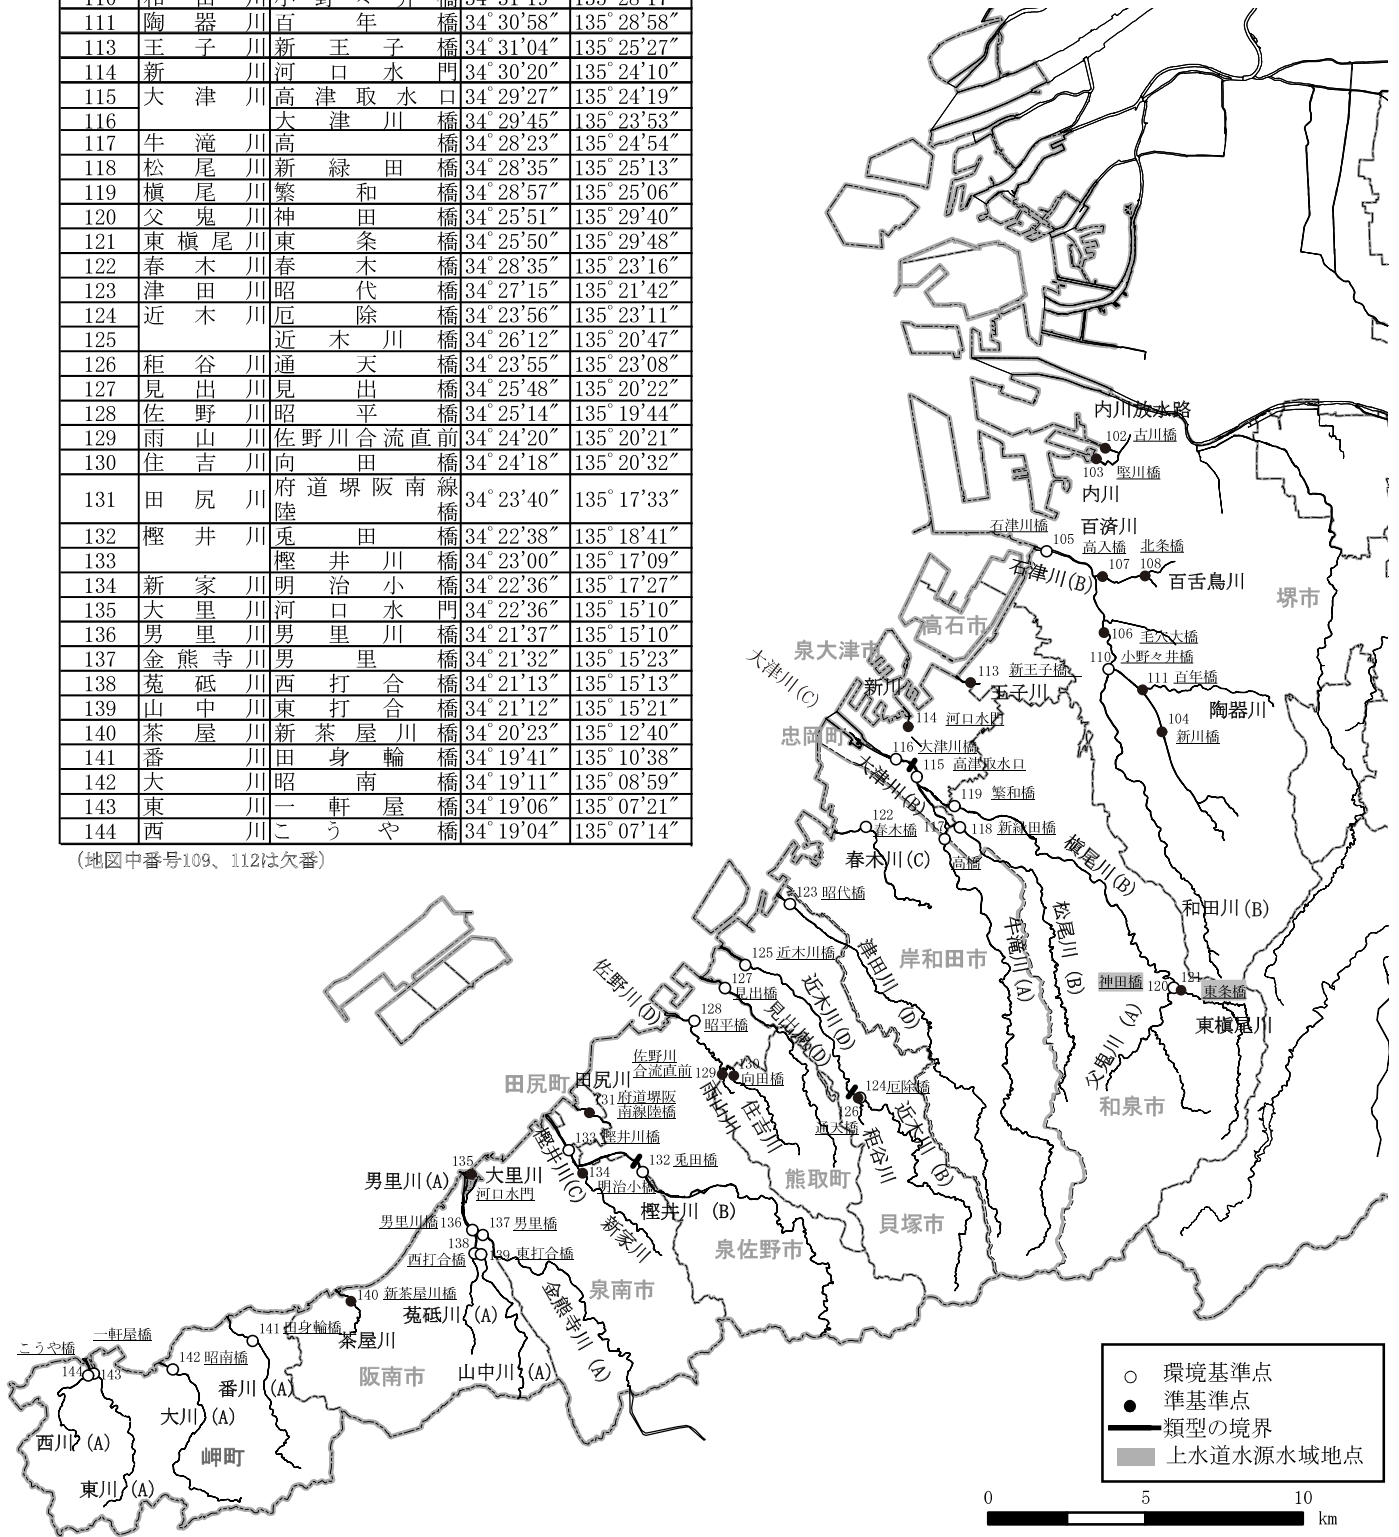 111 陶器川 百年橋 34°30′58″ 135°28′58″
113 王子川 新王子橋 34°31′04″ 135°25′27″
114 新川 河口水門 34°30′20″ 135°24′10″
115 大津川 高津取水口 34°29′27″ 135°24′19″
116 大津川橋 34°29′45″ 135°23′53″
117 牛滝川 高橋 34°28′23″ 135°24′54″
118 松尾川 新緑田橋 34°28′35″ 135°25′13″
119 槇尾川 繁和橋 34°28′57″ 135°25′06″
120 父鬼川 神田橋 34°25′51″ 135°29′40″
121 東槇尾川 東条橋 34°25′50″ 135°29′48″
122 春木川 春木橋 34°28′35″ 135°23′16″
123 津田川 昭代橋 34°27′15″ 135°21′42″
124 近木川 厄除橋 34°23′56″ 135°23′11″
125 近木川橋 34°26′12″ 135°20′47″
126 秬谷川 通天橋 34°23′55″ 135°23′08″
127 見出川 見出橋 34°25′48″ 135°20′22″
128 佐野川 昭平橋 34°25′14″ 135°19′44″
129 雨山川 佐野川合流直前 34°24′20″ 135°20′21″
130 住吉川 向田橋 34°24′18″ 135°20′32″
131 田尻川 府道堺阪南線陸橋 34°23′40″ 135°17′33″
132 樫井川 兎田橋 34°22′38″ 135°18′41″
133 樫井川橋 34°23′00″ 135°17′09″
134 新家川 明治小橋 34°22′36″ 135°17′27″
135 大里川 河口水門 34°22′36″ 135°15′10″
136 男里川 男里川橋 34°21′37″ 135°15′10″
137 金熊寺川 男里橋 34°21′32″ 135°15′23″
138 菟砥川 西打合橋 34°21′13″ 135°15′13″
139 山中川 東打合橋 34°21′12″ 135°15′21″
140 茶屋川 新茶屋川橋 34°20′23″ 135°12′40″
141 番川 田身輪橋 34°19′41″ 135°10′38″
142 大川 昭南橋 34°19′11″ 135°08′59″
143 東川 一軒屋橋 34°19′06″ 135°07′21″
144 西川 こうや橋 34°19′04″ 135°07′14″
(地図中番号109、112は欠番)
内川放水路
102 古川橋
103 堅川橋
内川
石津川橋
105
百済川
高入橋
107
北条橋
108
石津川(B)
百舌鳥川
堺市
高石市
106 毛穴大橋
110 小野々井橋
111 百年橋
陶器川
104
新川橋
泉大津市
大津川(C)
新川
113 新王子橋
王子川
114 河口水門
忠岡町
116 大津川橋
115 高津取水口
大津川(B)
119 繁和橋
122
春木橋
117
118 新緑田橋
高橋
春木川(C)
槇尾川(B)
和田川(B)
123 昭代橋
松尾川(B)
牛滝川(A)
津田川(D)
岸和田市
神田橋
120
121
東条橋
東槇尾川
父鬼川(A)
和泉市
125 近木川橋
127
見出橋
近木川(D)
見出川(D)
佐野川(D)
128
昭平橋
佐野川
合流直前 129
130
向田橋
雨山川
住吉川
124 厄除橋
126
通天橋
秬谷川
近木川(B)
熊取町
貝塚市
田尻町
田尻川
131 府道堺阪
南線陸橋
133 樫井川橋
樫井川(C)
132 兎田橋
134
明治小橋
樫井川(B)
新家川
泉佐野市
泉南市
135
大里川
男里川(A)
河口水門
男里川橋 136
137 男里橋
138
西打合橋
139 東打合橋
菟砥川(A)
金熊寺川(A)
山中川(A)
140 新茶屋川橋
茶屋川
阪南市
141 田身輪橋
番川(A)
142 昭南橋
大川(A)
岬町
一軒屋橋
こうや橋
144
143
西川(A)
東川(A)
環境基準点
準基準点
類型の境界
上水道水源水域地点
0 5 10
km